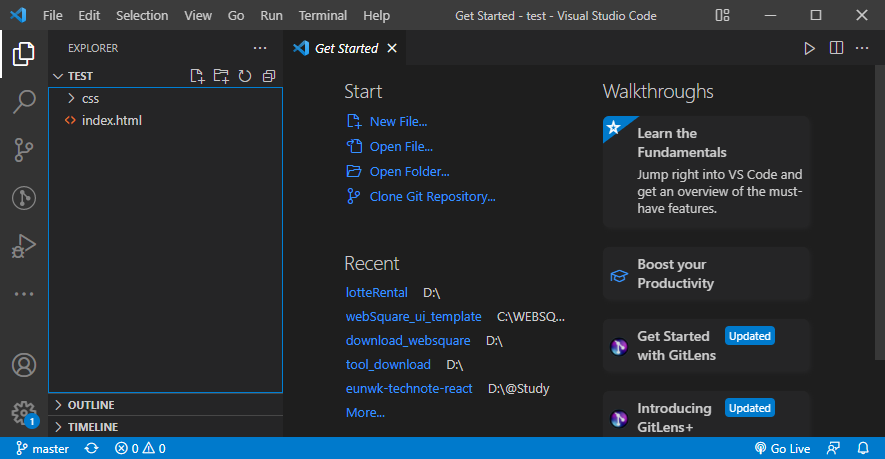 File Edit Selection View Go Run Terminal Help Get Started - test - Visual Studio Code
EXPLORER
TEST
css
index.html
OUTLINE
TIMELINE
Get Started
Start
New File...
Open File...
Open Folder...
Clone Git Repository...
Recent
lotteRental D:\
webSquare_ui_template C:\WEBSQ...
download_websquare D:\
tool_download D:\
eunwk-technote-react D:\@Study
More...
Walkthroughs
Learn the
Fundamentals
Jump right into VS Code and
get an overview of the must-
have features.
Boost your
Productivity
Get Started Updated
with GitLens
Introducing Updated
GitLens+
1
master 0 0 Go Live